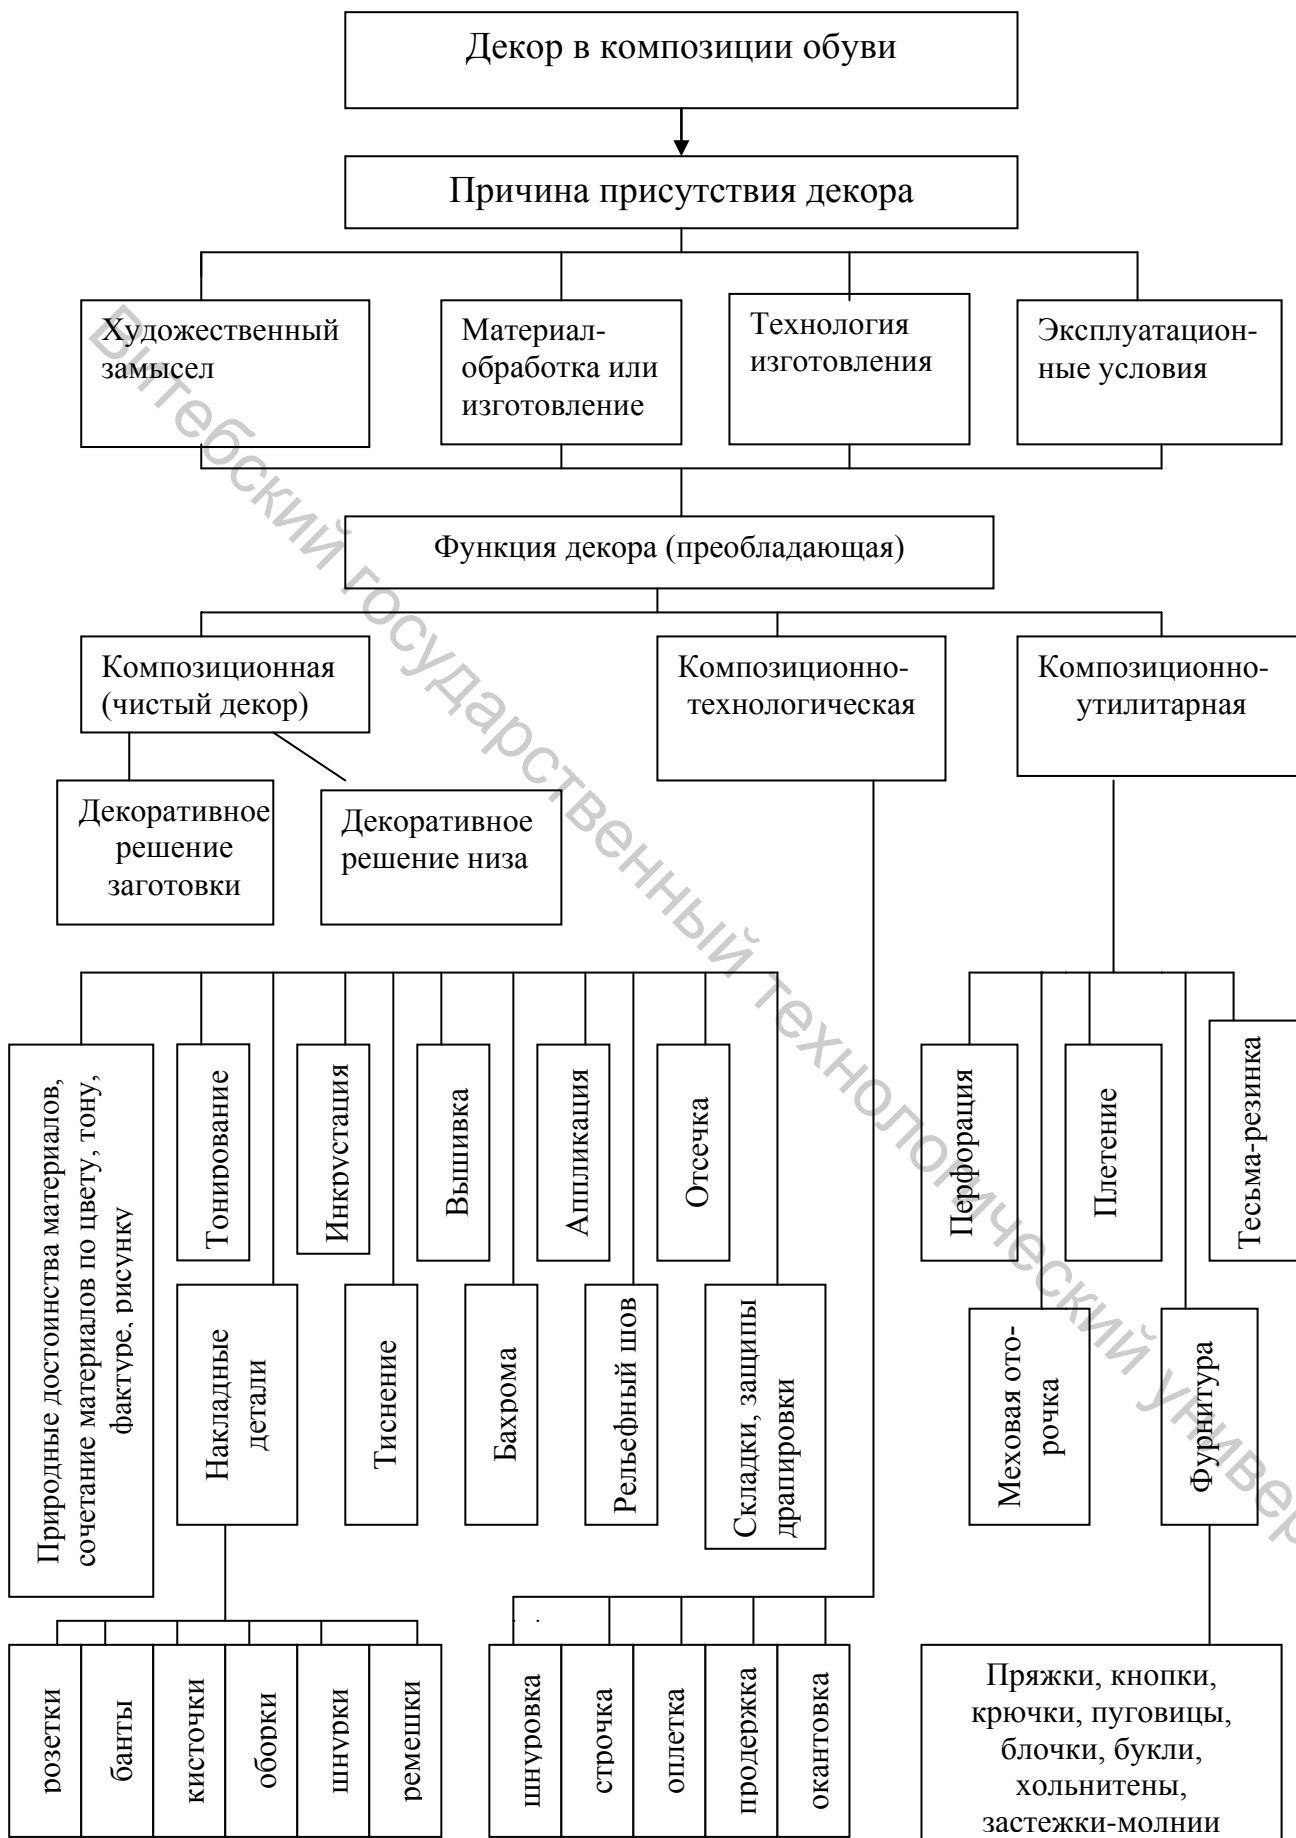 Декор в композиции обуви
Причина присутствия декора
Художественный
замысел
Материал-
обработка или
изготовление
Технология
изготовления
Эксплуатацион-
ные условия
Функция декора (преобладающая)
Композиционная
(чистый декор)
Композиционно-
технологическая
Композиционно-
утилитарная
Декоративное
решение
заготовки
Декоративное
решение низа
Природные достоинства материалов,
сочетание материалов по цвету, тону,
фактуре, рисунку
Тонирование
Накладные
детали
Инкрустация
Тиснение
Вышивка
Бахрома
Аппликация
Рельефный шов
Отсечка
Складки, защипы
драпировки
Перфорация
Меховая ото-
рочка
Плетение
Фурнитура
Тесьма-резинка
розетки
банты
кисточки
оборки
шнурки
ремешки
шнуровка
строчка
оплетка
продержка
окантовка
Пряжки, кнопки,
крючки, пуговицы,
блочки, букли,
хольнитены,
застежки-молнии
Витебский государственный технологический универ